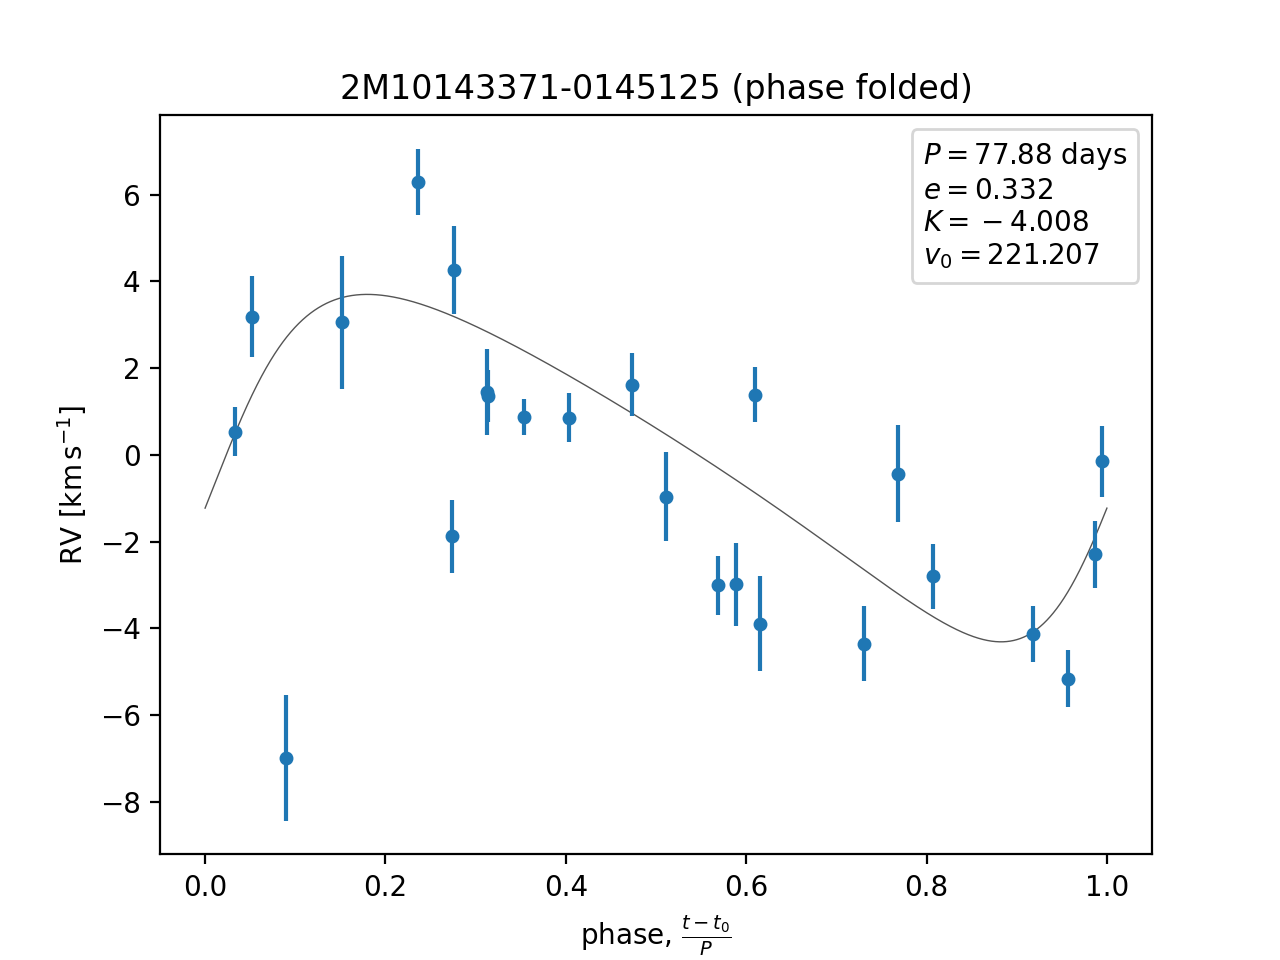 2M10143371-0145125 (phase folded)
P = 77.88 days
e = 0.332
K = −4.008
v₀ = 221.207
RV [km s⁻¹]
6
4
2
0
−2
−4
−6
−8
0.0 0.2 0.4 0.6 0.8 1.0
phase, (t − t₀)/P